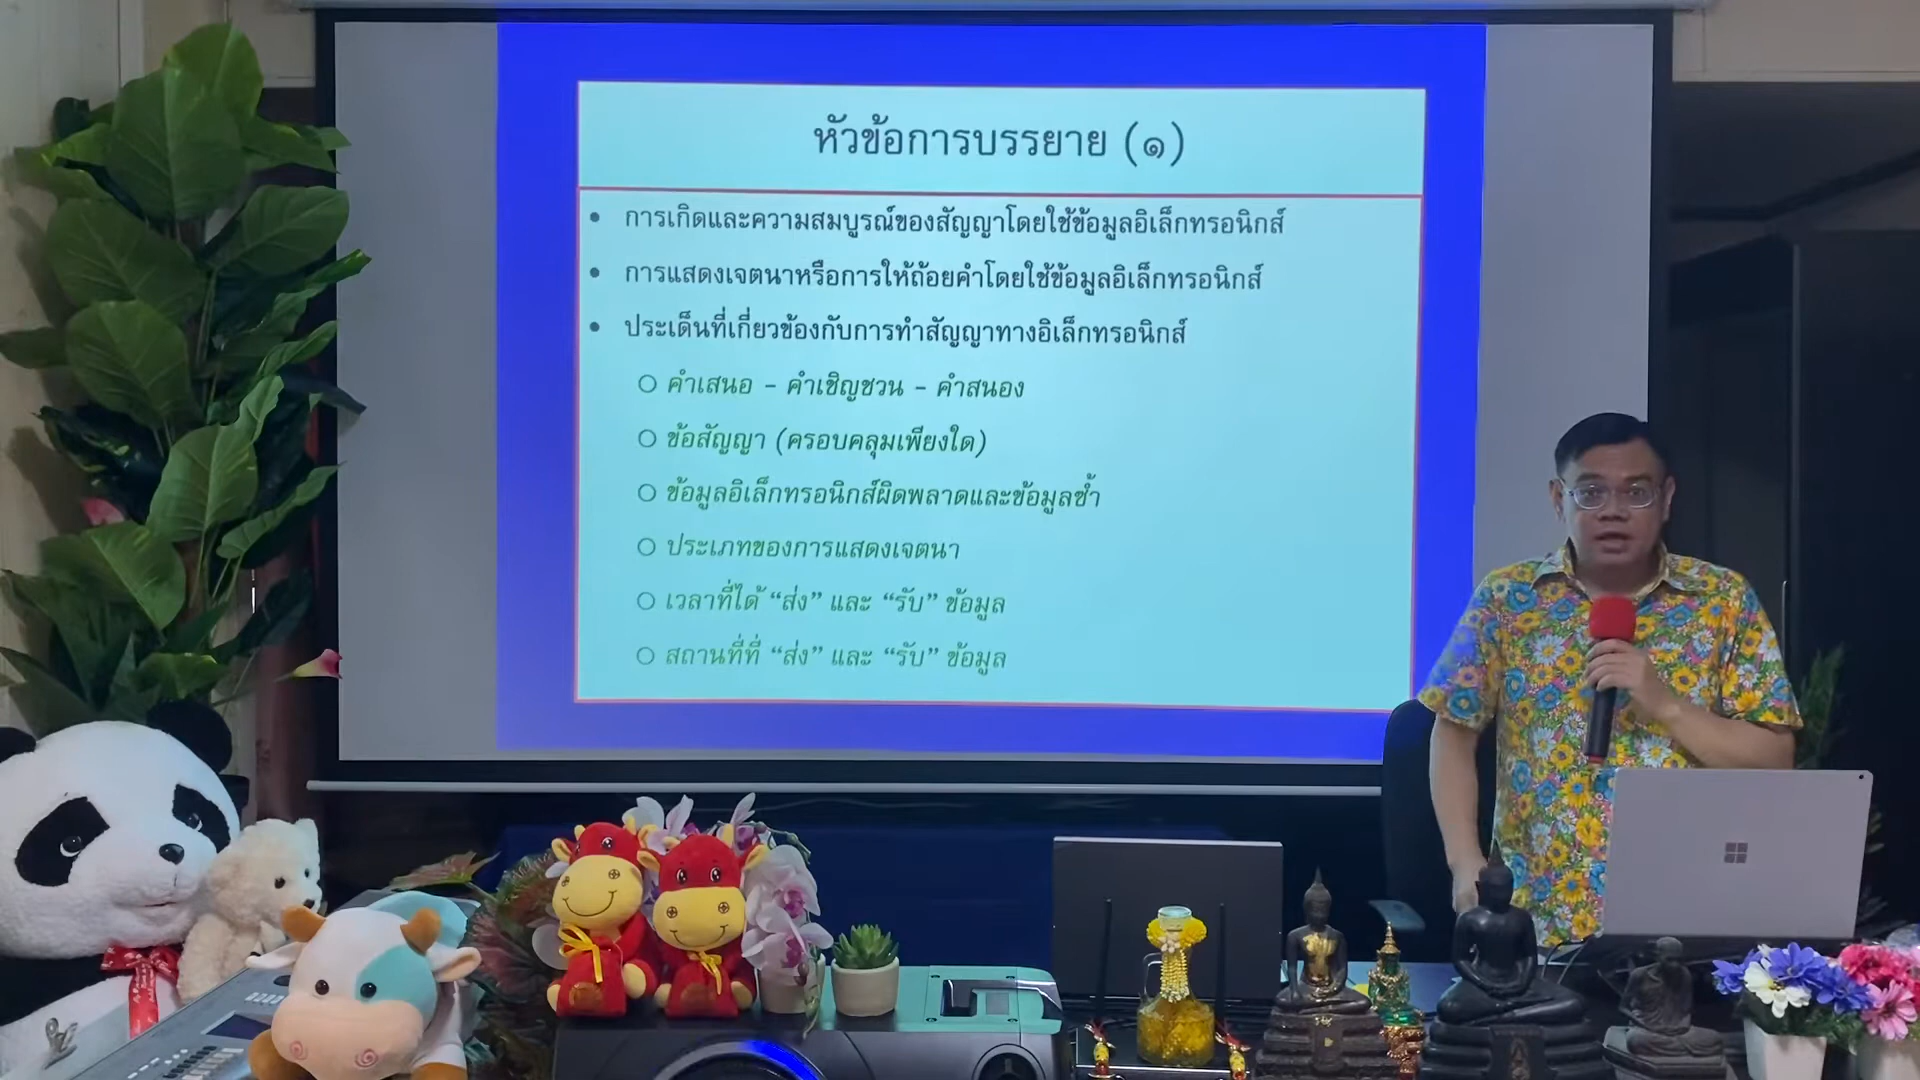 หัวข้อการบรรยาย (๑)
• การเกิดและความสมบูรณ์ของสัญญาโดยใช้ข้อมูลอิเล็กทรอนิกส์
• การแสดงเจตนาหรือการให้ถ้อยคำโดยใช้ข้อมูลอิเล็กทรอนิกส์
• ประเด็นที่เกี่ยวข้องกับการทำสัญญาทางอิเล็กทรอนิกส์
○ คำเสนอ - คำเชิญชวน - คำสนอง
○ ข้อสัญญา (ครอบคลุมเพียงใด)
○ ข้อมูลอิเล็กทรอนิกส์ผิดพลาดและข้อมูลซ้ำ
○ ประเภทของการแสดงเจตนา
○ เวลาที่ได้ “ส่ง” และ “รับ” ข้อมูล
○ สถานที่ที่ “ส่ง” และ “รับ” ข้อมูล